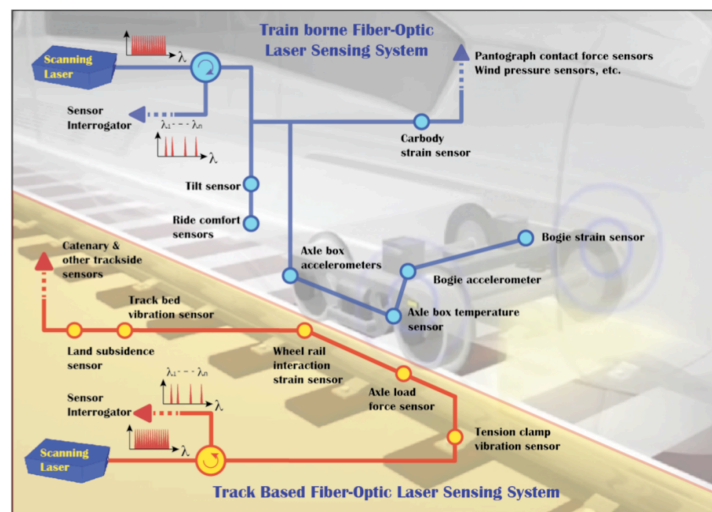 Train borne Fiber-Optic
Laser Sensing System
Scanning
Laser
λ
Pantograph contact force sensors
Wind pressure sensors, etc.
Sensor
Interrogator
λ₁ - - - - λₙ
λ
Carbody
strain sensor
Tilt sensor
Ride comfort
sensors
Catenary &
other trackside
sensors
Axle box
accelerometers
Bogie strain sensor
Bogie accelerometer
Track bed
vibration sensor
Axle box temperature
sensor
Land subsidence
sensor
Wheel rail
interaction
strain sensor
λ₁ - - - - λₙ
λ
Axle load
force sensor
Sensor
Interrogator
λ
Tension clamp
vibration sensor
Scanning
Laser
Track Based Fiber-Optic Laser Sensing System